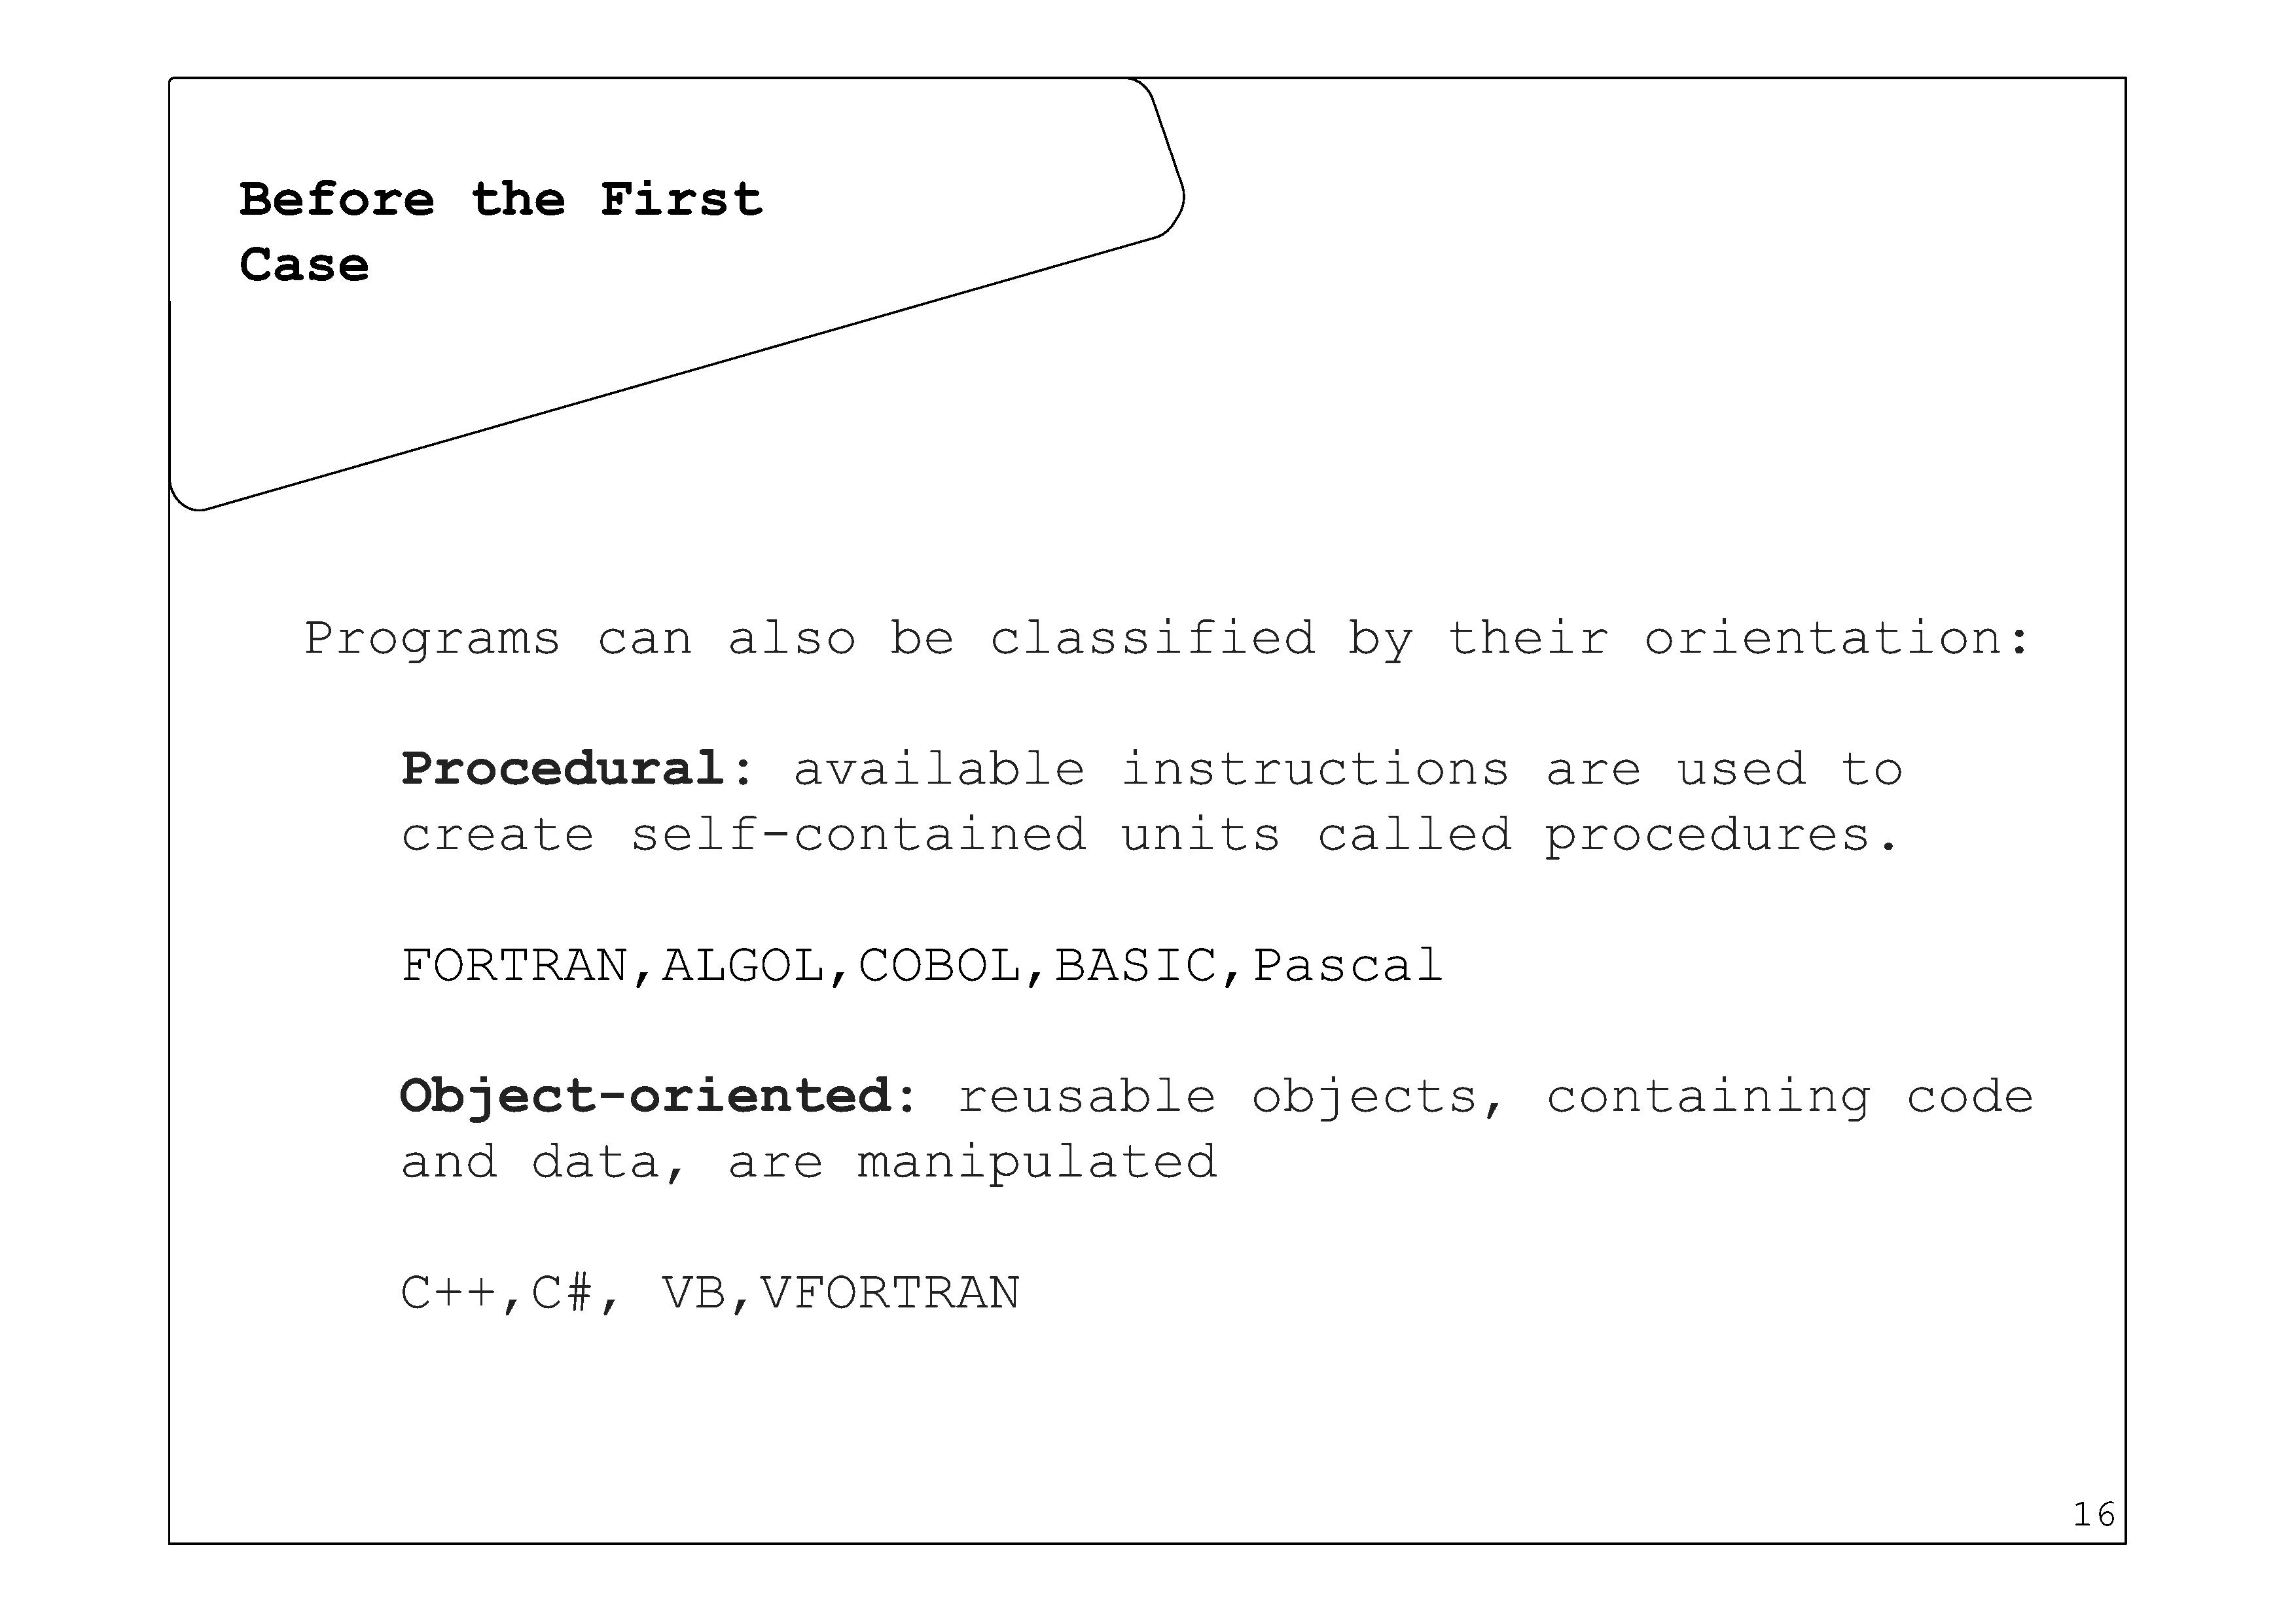 Before the First
Case
Programs can also be classified by their orientation:
Procedural: available instructions are used to
create self-contained units called procedures.
FORTRAN,ALGOL,COBOL,BASIC,Pascal
Object-oriented: reusable objects, containing code
and data, are manipulated
C++,C#, VB,VFORTRAN
16